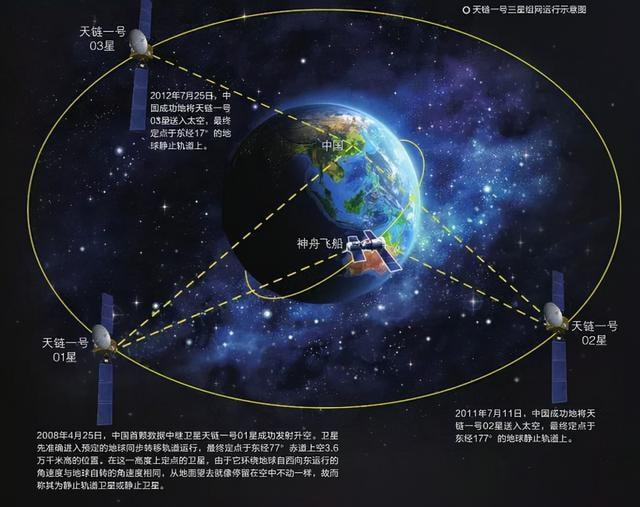 天链一号三星组网运行示意图
天链一号
03星
2012年7月25日，中
国成功地将天链一号
03星送入太空，最终
定点于东经17°的地
球静止轨道上。
中国
神舟飞船
天链一号
01星
天链一号
02星
2008年4月25日，中国首颗数据中继卫星天链一号01星成功发射升空。卫星
先准确进入预定的地球同步转移轨道运行，最终定点于东经77°赤道上空3.6
万千米高的位置。在这一高度上定点的卫星，由于它环绕地球自西向东运行的
角速度与地球自转的角速度相同，从地面望去就像停留在空中不动一样，故而
称其为静止轨道卫星或静止卫星。
2011年7月11日，中国成功地将天
链一号02星送入太空，最终定点于
东经177°的地球静止轨道上。